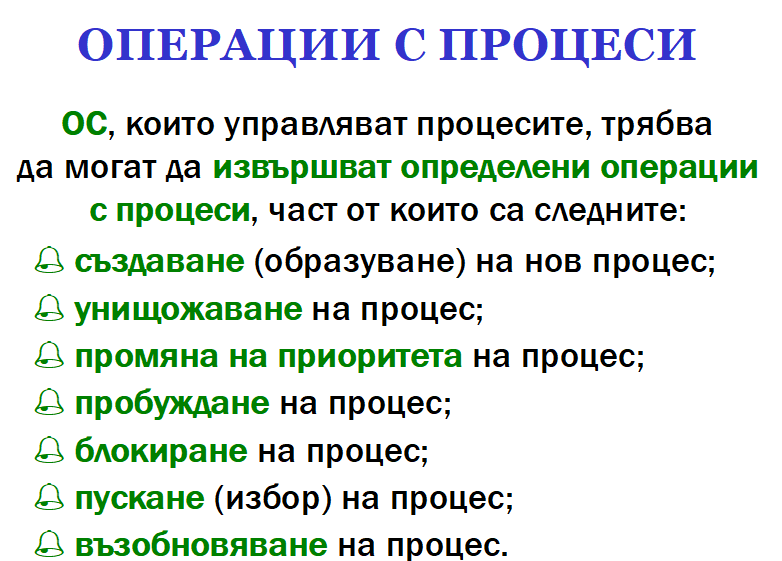 ОПЕРАЦИИ С ПРОЦЕСИ
ОС, които управляват процесите, трябва
да могат да извършват определени операции
с процеси, част от които са следните:
създаване (образуване) на нов процес;
унищожаване на процес;
промяна на приоритета на процес;
пробуждане на процес;
блокиране на процес;
пускане (избор) на процес;
възобновяване на процес.